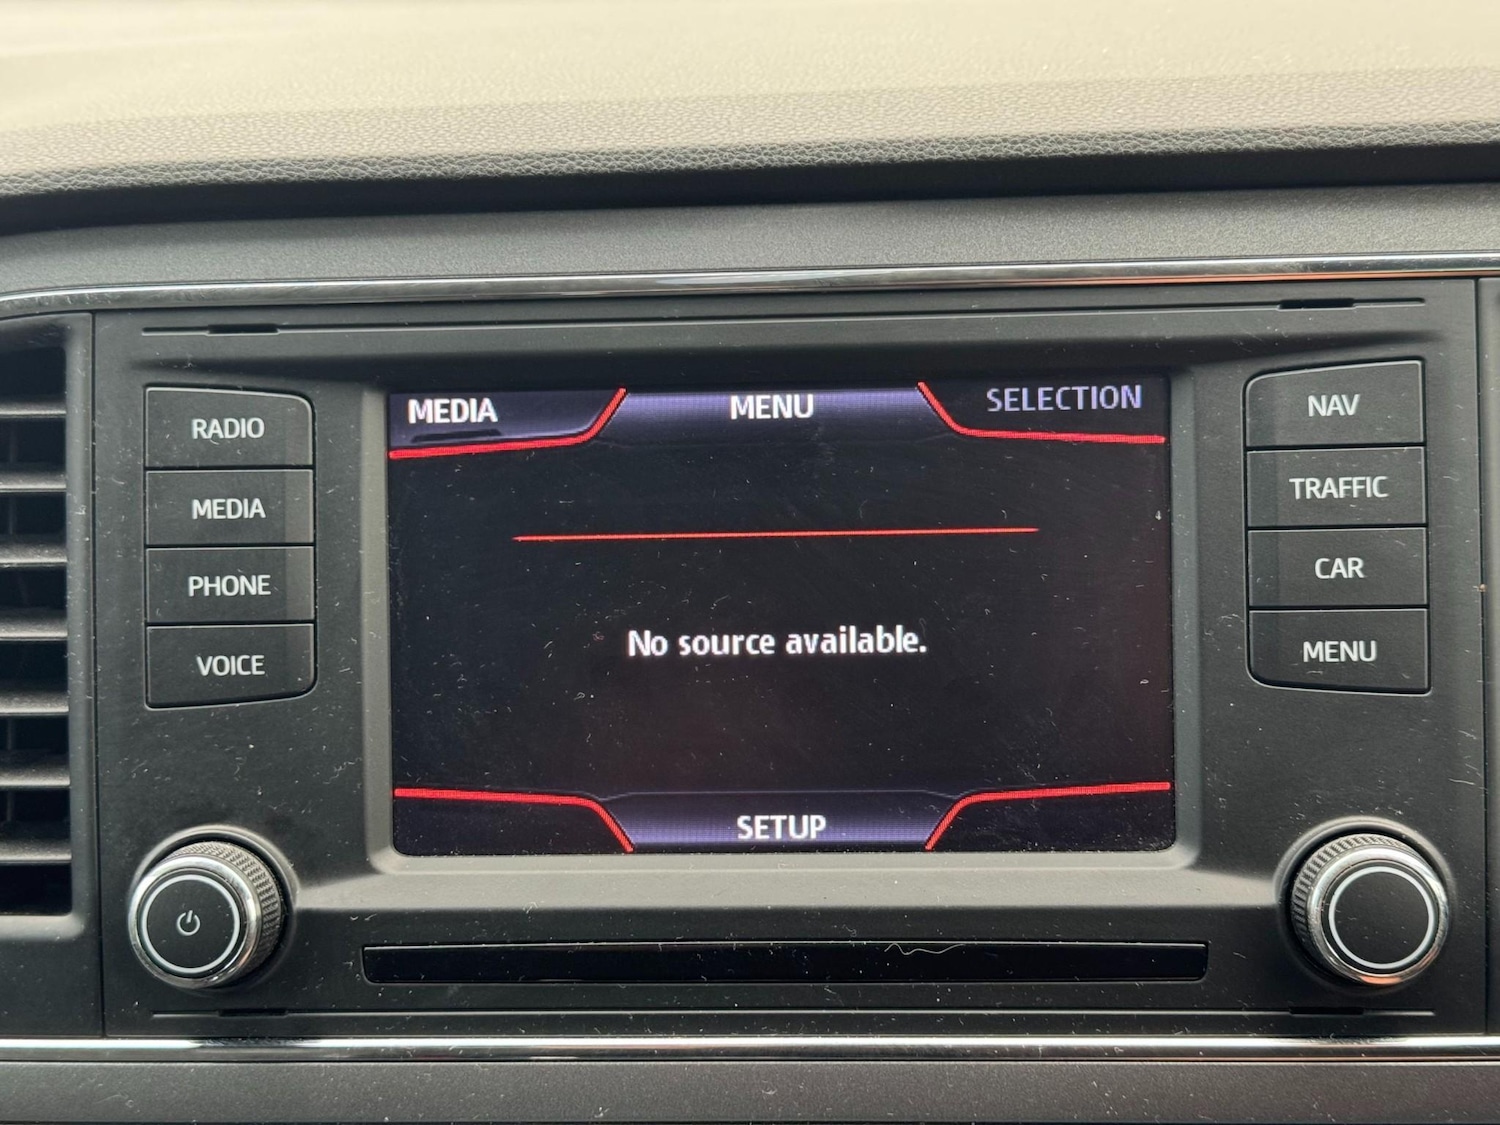 MEDIA
MENU
SELECTION
RADIO
MEDIA
PHONE
VOICE
No source available.
SETUP
NAV
TRAFFIC
CAR
MENU